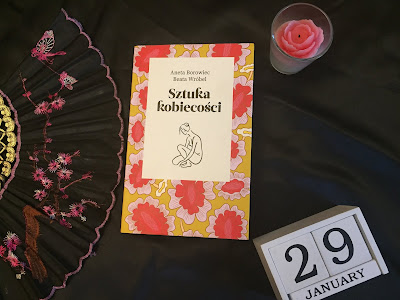 Aneta Borowiec
Beata Wróbel
Sztuka
kobiecości
29
JANUARY